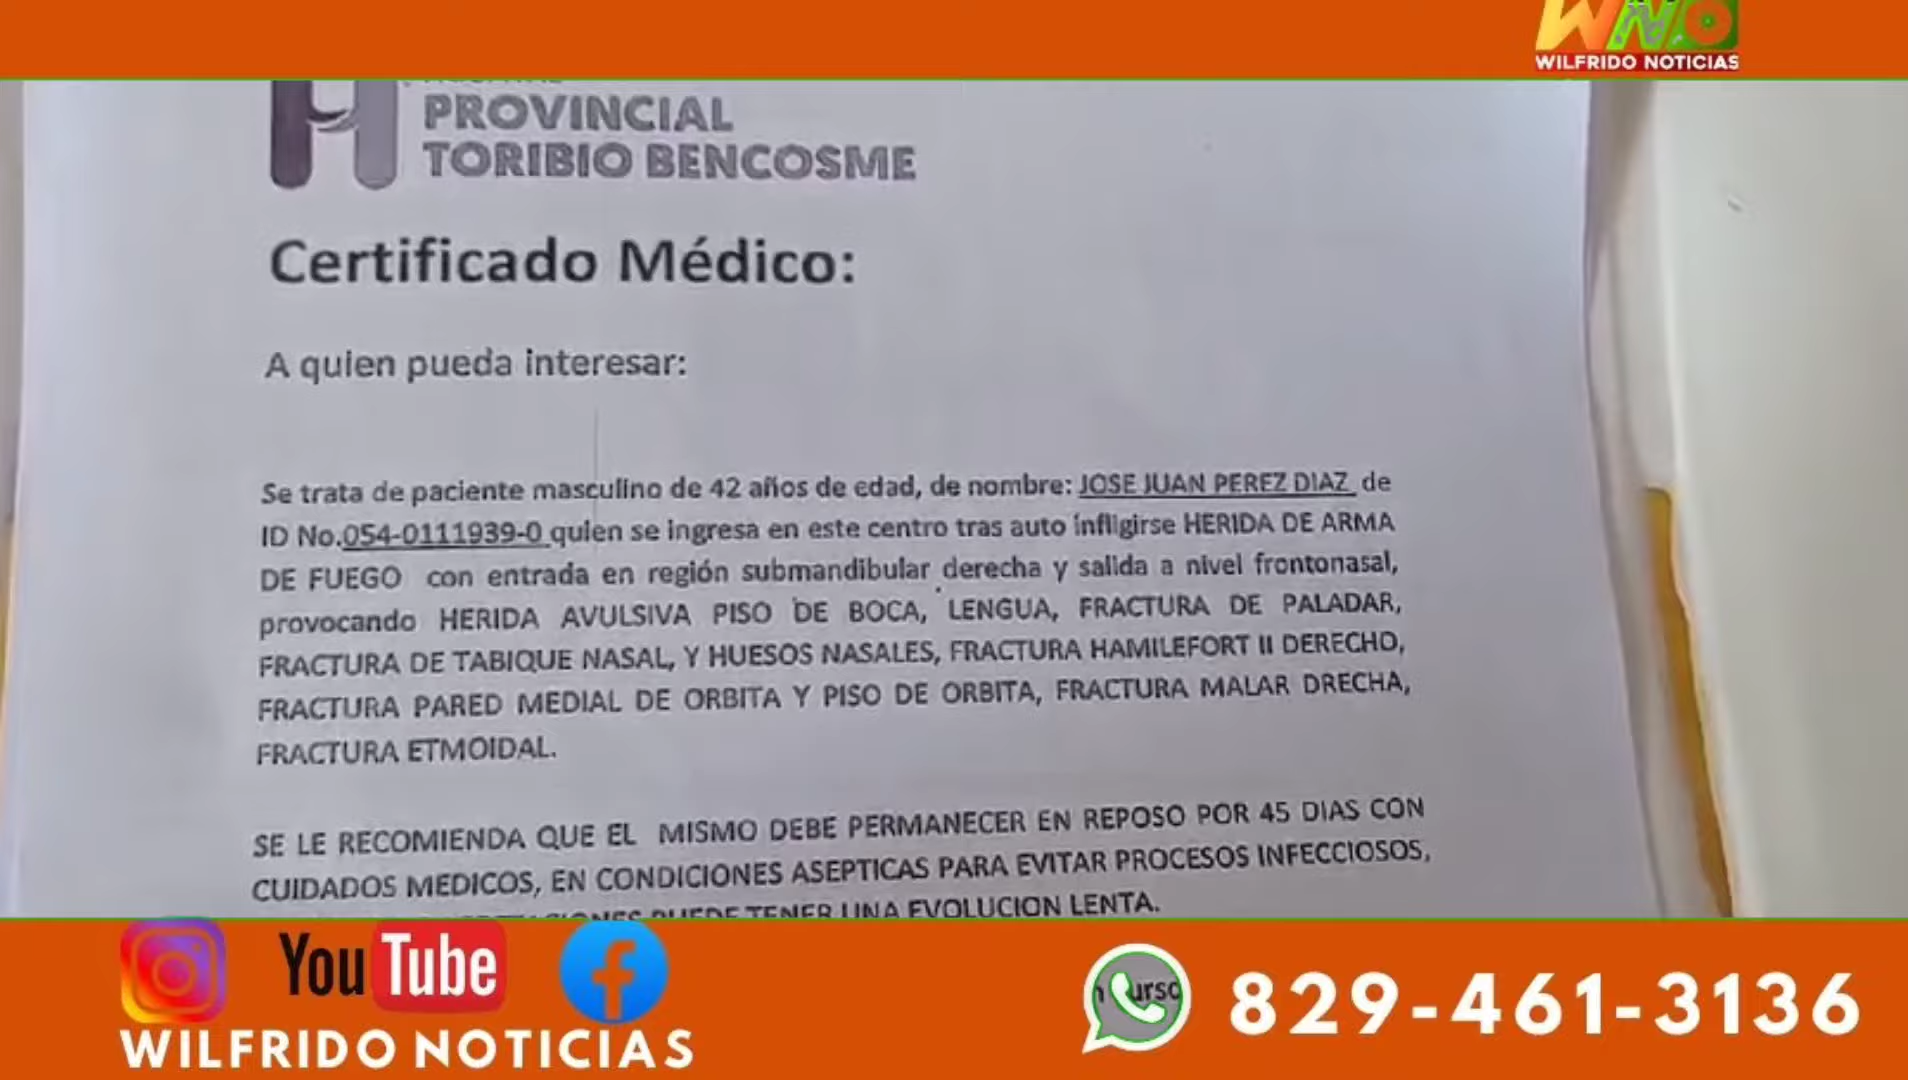 WNO
WILFRIDO NOTICIAS
PROVINCIAL
TORIBIO BENCOSME
Certificado Médico:
A quien pueda interesar:
Se trata de paciente masculino de 42 años de edad, de nombre: JOSE JUAN PEREZ DIAZ de
ID No.054-0111939-0 quien se ingresa en este centro tras auto infligirse HERIDA DE ARMA
DE FUEGO con entrada en región submandibular derecha y salida a nivel frontonasal,
provocando HERIDA AVULSIVA PISO DE BOCA, LENGUA, FRACTURA DE PALADAR,
FRACTURA DE TABIQUE NASAL, Y HUESOS NASALES, FRACTURA HAMILEFORT II DERECHO,
FRACTURA PARED MEDIAL DE ORBITA Y PISO DE ORBITA, FRACTURA MALAR DRECHA,
FRACTURA ETMOIDAL.
SE LE RECOMIENDA QUE EL MISMO DEBE PERMANECER EN REPOSO POR 45 DIAS CON
CUIDADOS MEDICOS, EN CONDICIONES ASEPTICAS PARA EVITAR PROCESOS INFECCIOSOS,
PUEDE TENER UNA EVOLUCION LENTA.
YouTube
WILFRIDO NOTICIAS
829-461-3136